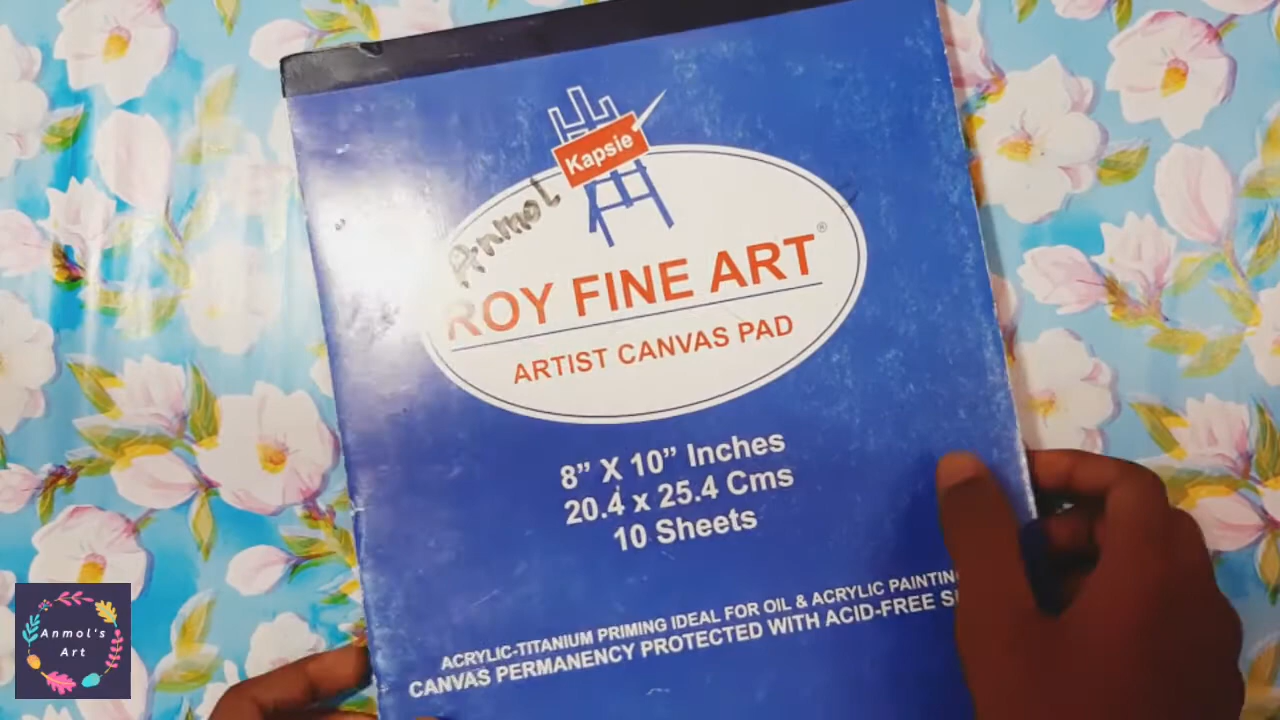 Kapsie
Anmol
ROY FINE ART®
ARTIST CANVAS PAD
8” X 10” Inches
20.4 x 25.4 Cms
10 Sheets
ACRYLIC-TITANIUM PRIMING IDEAL FOR OIL & ACRYLIC
CANVAS PERMANENCY PROTECTED WITH ACID-FREE
Anmol's
Art